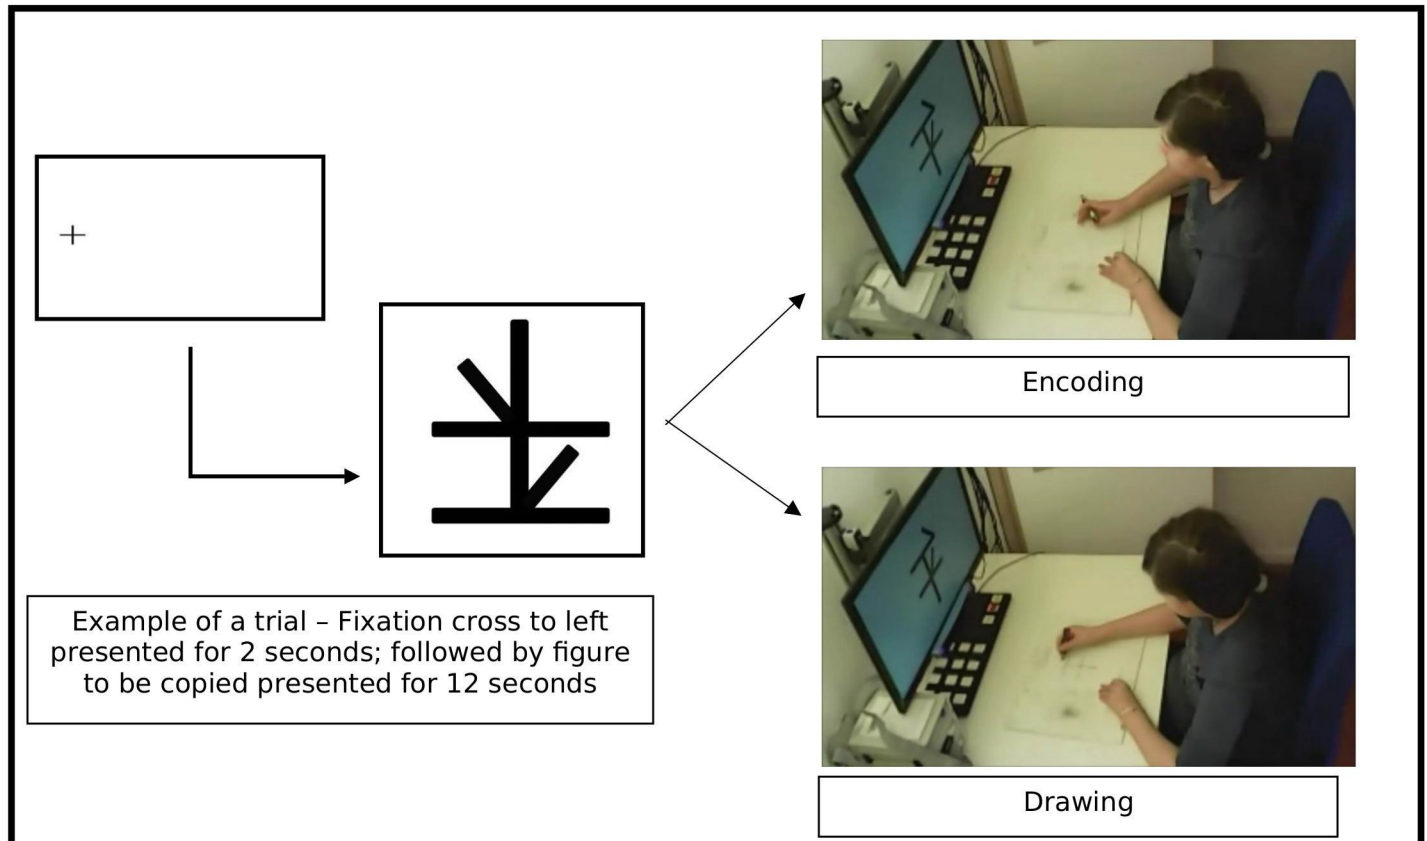 Encoding
Example of a trial – Fixation cross to left
presented for 2 seconds; followed by figure
to be copied presented for 12 seconds
Drawing